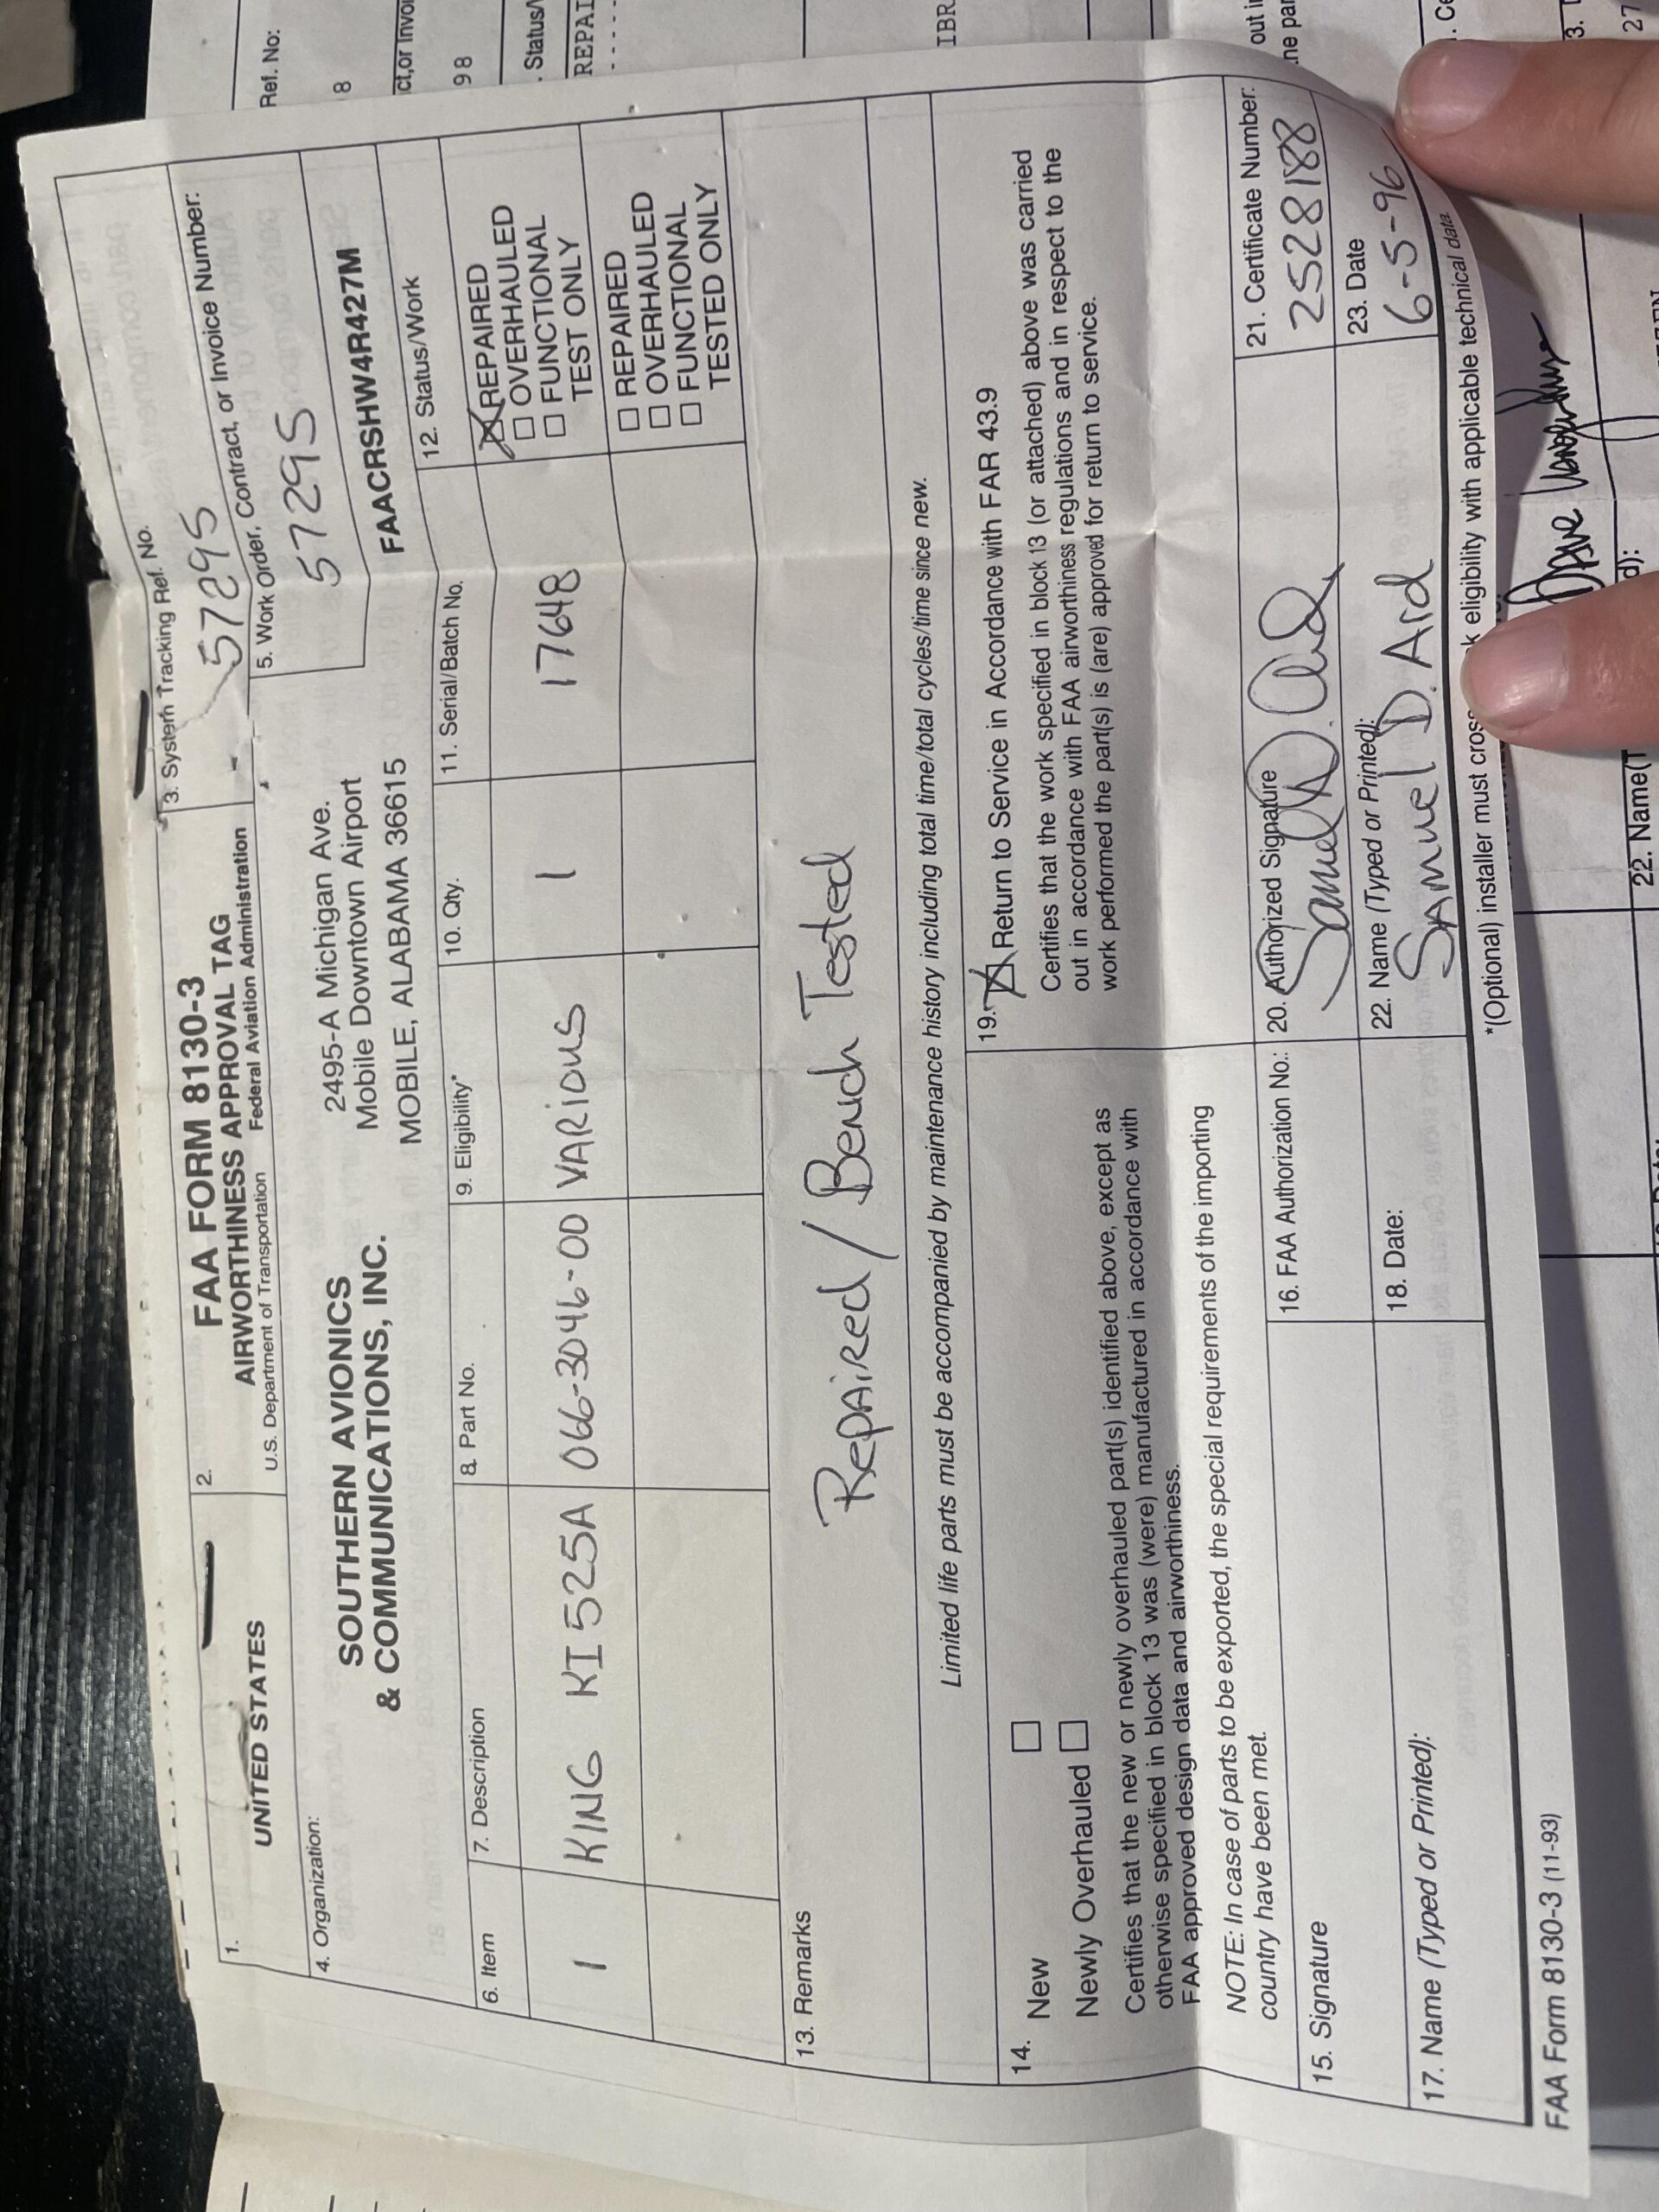 1.
UNITED STATES
2.
FAA FORM 8130-3
AIRWORTHINESS APPROVAL TAG
U.S. Department of Transportation Federal Aviation Administration
3. System Tracking Ref. No.
57295
4. Organization:
SOUTHERN AVIONICS
& COMMUNICATIONS, INC.
2495-A Michigan Ave.
Mobile Downtown Airport
MOBILE, ALABAMA 36615
5. Work Order, Contract, or Invoice Number:
57295
FAACRSHW4R427M
6. Item 7. Description 8. Part No. 9. Eligibility* 10. Qty. 11. Serial/Batch No. 12. Status/Work
1 KING KI525A 066-3046-00 VARIOUS 1 17648
REPAIRED
OVERHAULED
FUNCTIONAL
TEST ONLY
REPAIRED
OVERHAULED
FUNCTIONAL
TESTED ONLY
13. Remarks
Repaired / Bench Tested
Limited life parts must be accompanied by maintenance history including total time/total cycles/time since new.
14.
New
Newly Overhauled
Certifies that the new or newly overhauled part(s) identified above, except as
otherwise specified in block 13 was (were) manufactured in accordance with
FAA approved design data and airworthiness.
NOTE: In case of parts to be exported, the special requirements of the importing
country have been met.
19. Return to Service in Accordance with FAR 43.9
Certifies that the work specified in block 13 (or attached) above was carried
out in accordance with FAA airworthiness regulations and in respect to the
work performed the part(s) is (are) approved for return to service.
15. Signature
16. FAA Authorization No.:
20. Authorized Signature
Samuel D. Ard
21. Certificate Number:
2528188
17. Name (Typed or Printed):
18. Date:
22. Name (Typed or Printed):
Samuel D. Ard
23. Date
6-5-96
FAA Form 8130-3 (11-93)
*(Optional) installer must cross eligibility with applicable technical data.
Ref. No:
8
98
Status/
REPAI
IBR
out i
Dave
22. Name(T
d):
3.
27